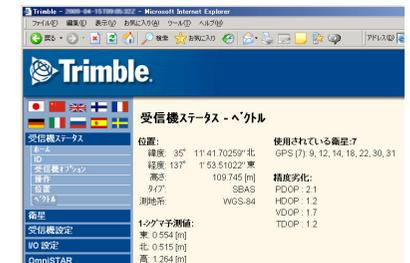 Trimble - 2009-04-15T09:05:32Z - Microsoft Internet Explorer
ファイル(F) 編集(E) 表示(V) お気に入り(A) ツール(T) ヘルプ(H)
戻る 検索 お気に入り アドレス(D)
Trimble.
受信機ステータス
ホーム
ID
受信機オプション
操作
位置
ベクトル
衛星
受信機設定
I/O 設定
OmniSTAR
受信機ステータス - ベクトル
位置:
緯度: 35° 11'41.70259"北
経度: 137° 1'53.51022"東
高さ: 109.745 [m]
タイプ: SBAS
測地系: WGS-84
1-シグマ予測値:
東: 0.554 [m]
北: 0.515 [m]
高: 1.264 [m]
使用されている衛星:7
GPS (7): 9, 12, 14, 18, 22, 30, 31
精度劣化:
PDOP : 2.1
HDOP : 1.2
VDOP : 1.7
TDOP : 1.2